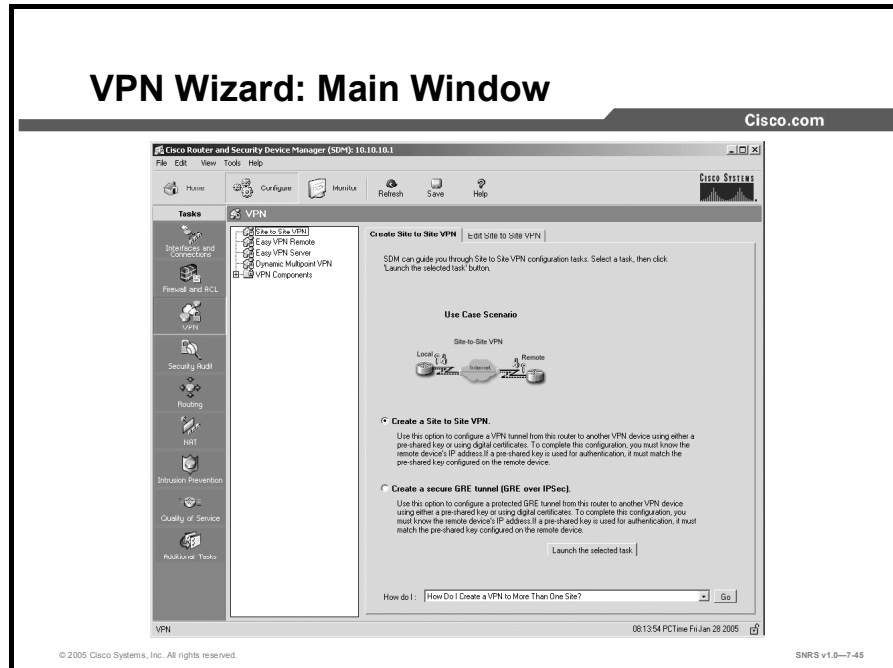 VPN Wizard: Main Window
Cisco.com
Cisco Router and Security Device Manager (SDM): 10.10.10.1
File Edit View Tools Help
Home
Configure
Monitor
Refresh
Save
Help
CISCO SYSTEMS
Tasks
VPN
Interfaces and
Connections
Firewall and ACL
VPN
Security Audit
Routing
NAT
Intrusion Prevention
Quality of Service
Additional Tasks
Site to Site VPN
Easy VPN Remote
Easy VPN Server
Dynamic Multipoint VPN
VPN Components
Create Site to Site VPN
Edit Site to Site VPN
SDM can guide you through Site to Site VPN configuration tasks. Select a task, then click
'Launch the selected task' button.
Use Case Scenario
Site-to-Site VPN
Local
Internet
Remote
Create a Site to Site VPN.
Use this option to configure a VPN tunnel from this router to another VPN device using either a
pre-shared key or using digital certificates. To complete this configuration, you must know the
remote device's IP address.If a pre-shared key is used for authentication, it must match the
pre-shared key configured on the remote device.
Create a secure GRE tunnel (GRE over IPSec).
Use this option to configure a protected GRE tunnel from this router to another VPN device
using either a pre-shared key or using digital certificates. To complete this configuration, you
must know the remote device's IP address.If a pre-shared key is used for authentication, it must
match the pre-shared key configured on the remote device.
Launch the selected task
How do I :
How Do I Create a VPN to More Than One Site?
Go
VPN
08:13:54 PCTime Fri Jan 28 2005
© 2005 Cisco Systems, Inc. All rights reserved.
SNRS v1.0—7-45